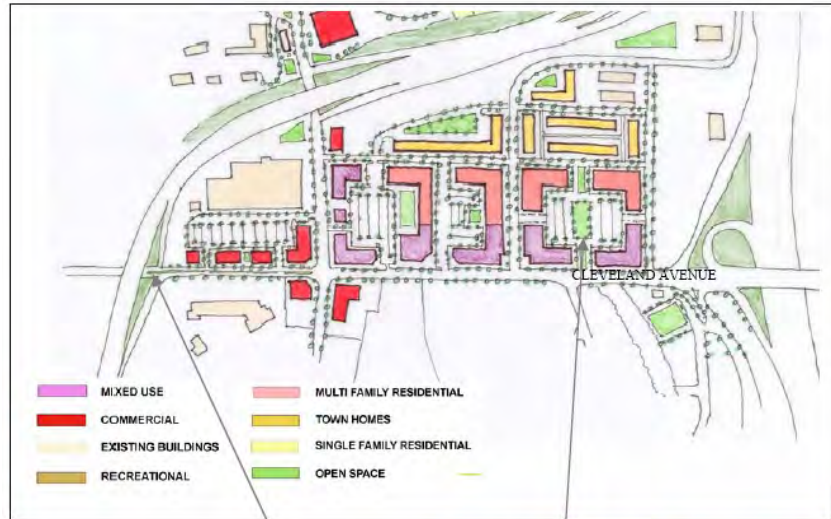 CLEVELAND AVENUE
MIXED USE
COMMERCIAL
EXISTING BUILDINGS
RECREATIONAL
MULTI FAMILY RESIDENTIAL
TOWN HOMES
SINGLE FAMILY RESIDENTIAL
OPEN SPACE